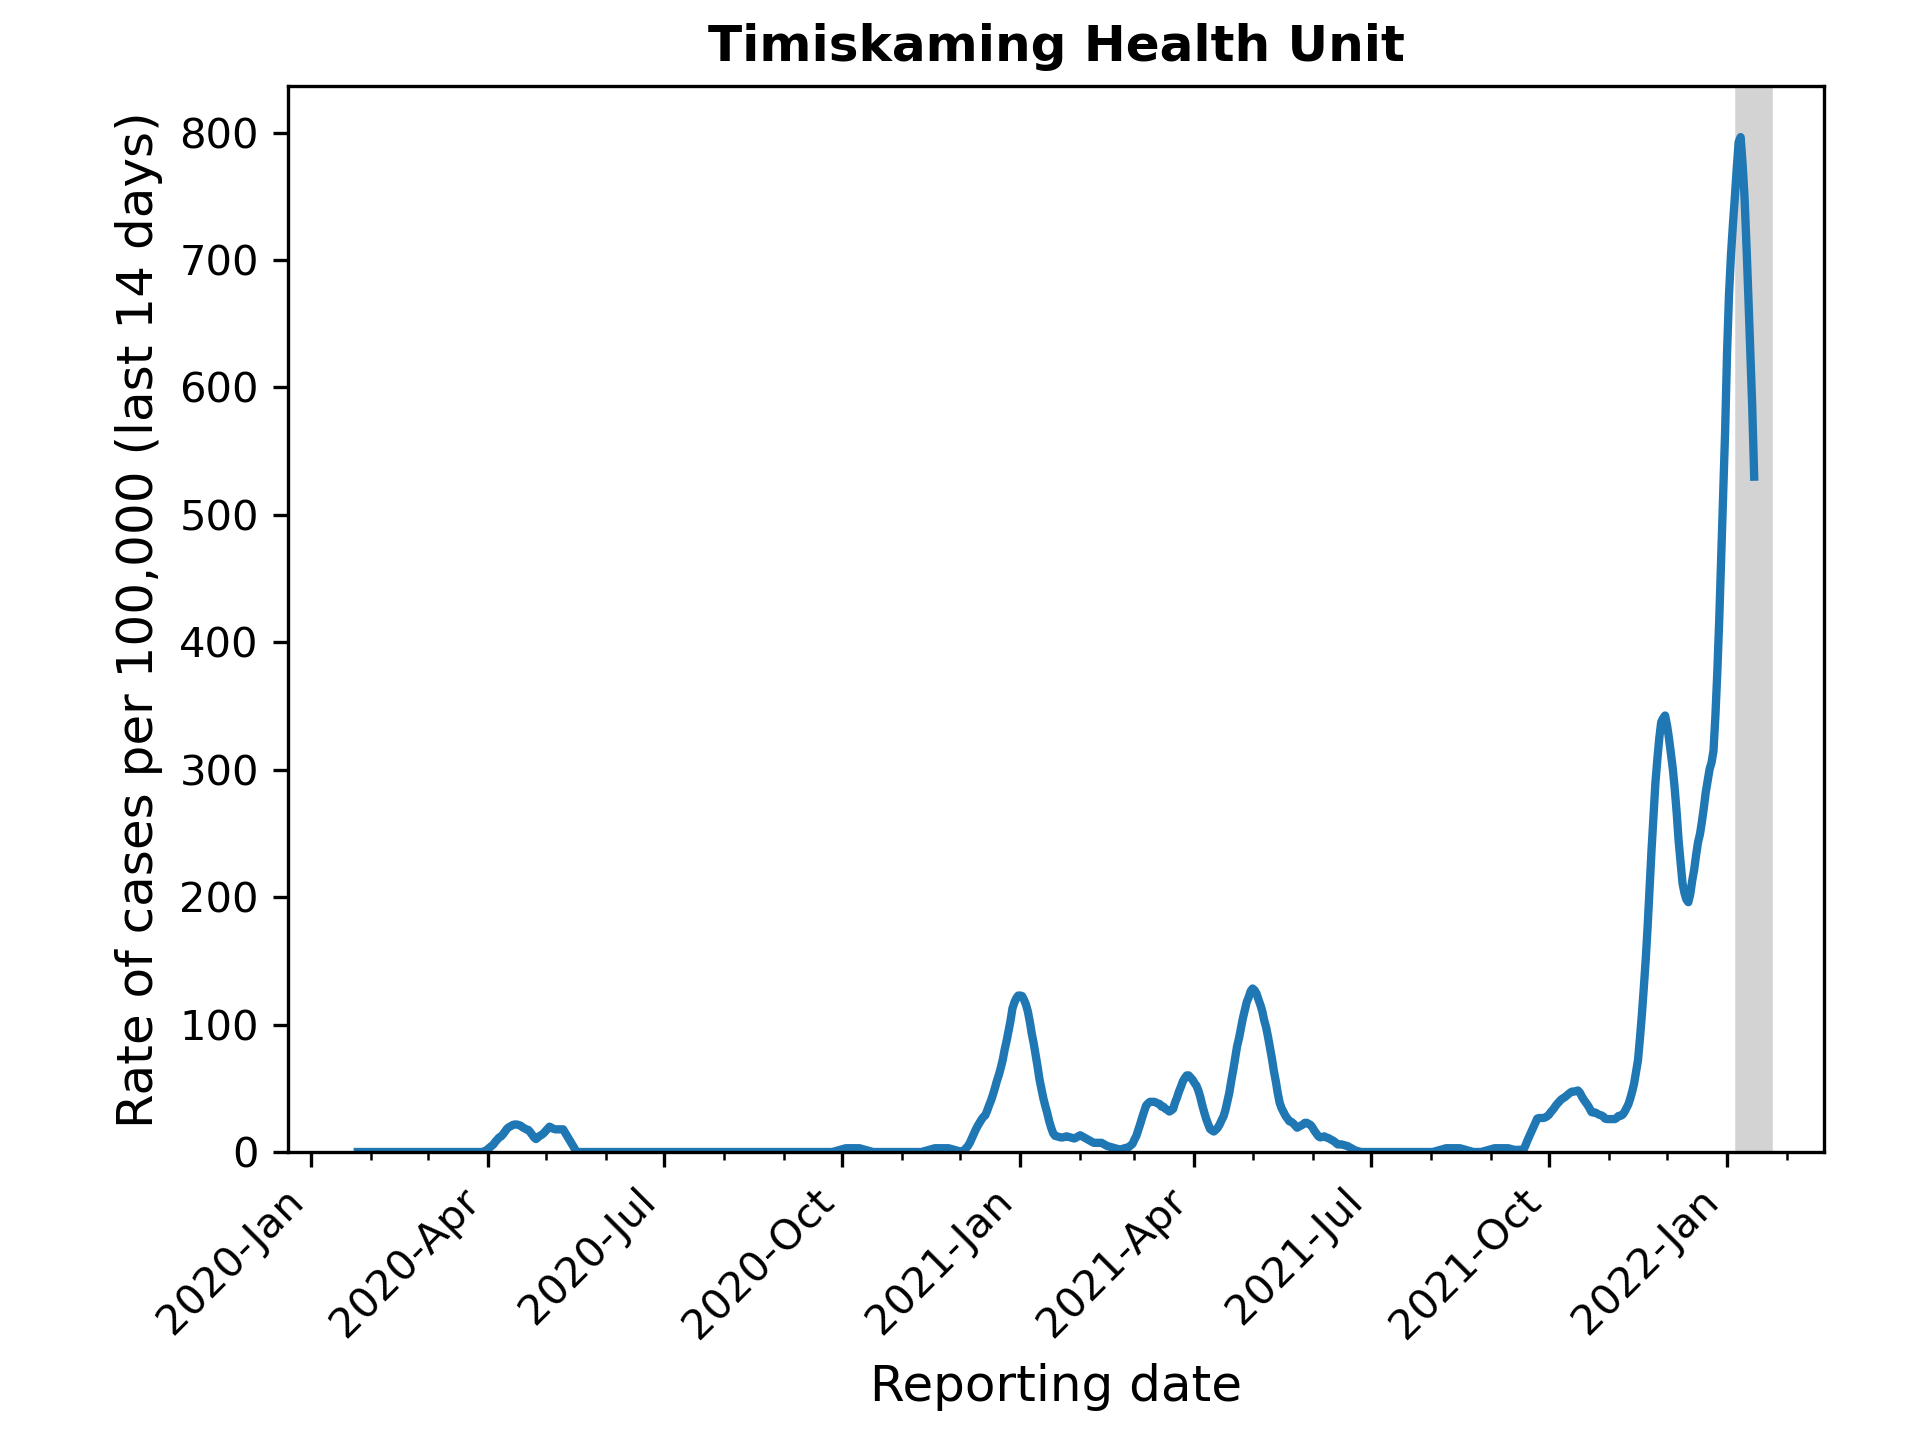 Timiskaming Health Unit
Rate of cases per 100,000 (last 14 days)
800
700
600
500
400
300
200
100
0
2020-Jan
2020-Apr
2020-Jul
2020-Oct
2021-Jan
2021-Apr
2021-Jul
2021-Oct
2022-Jan
Reporting date